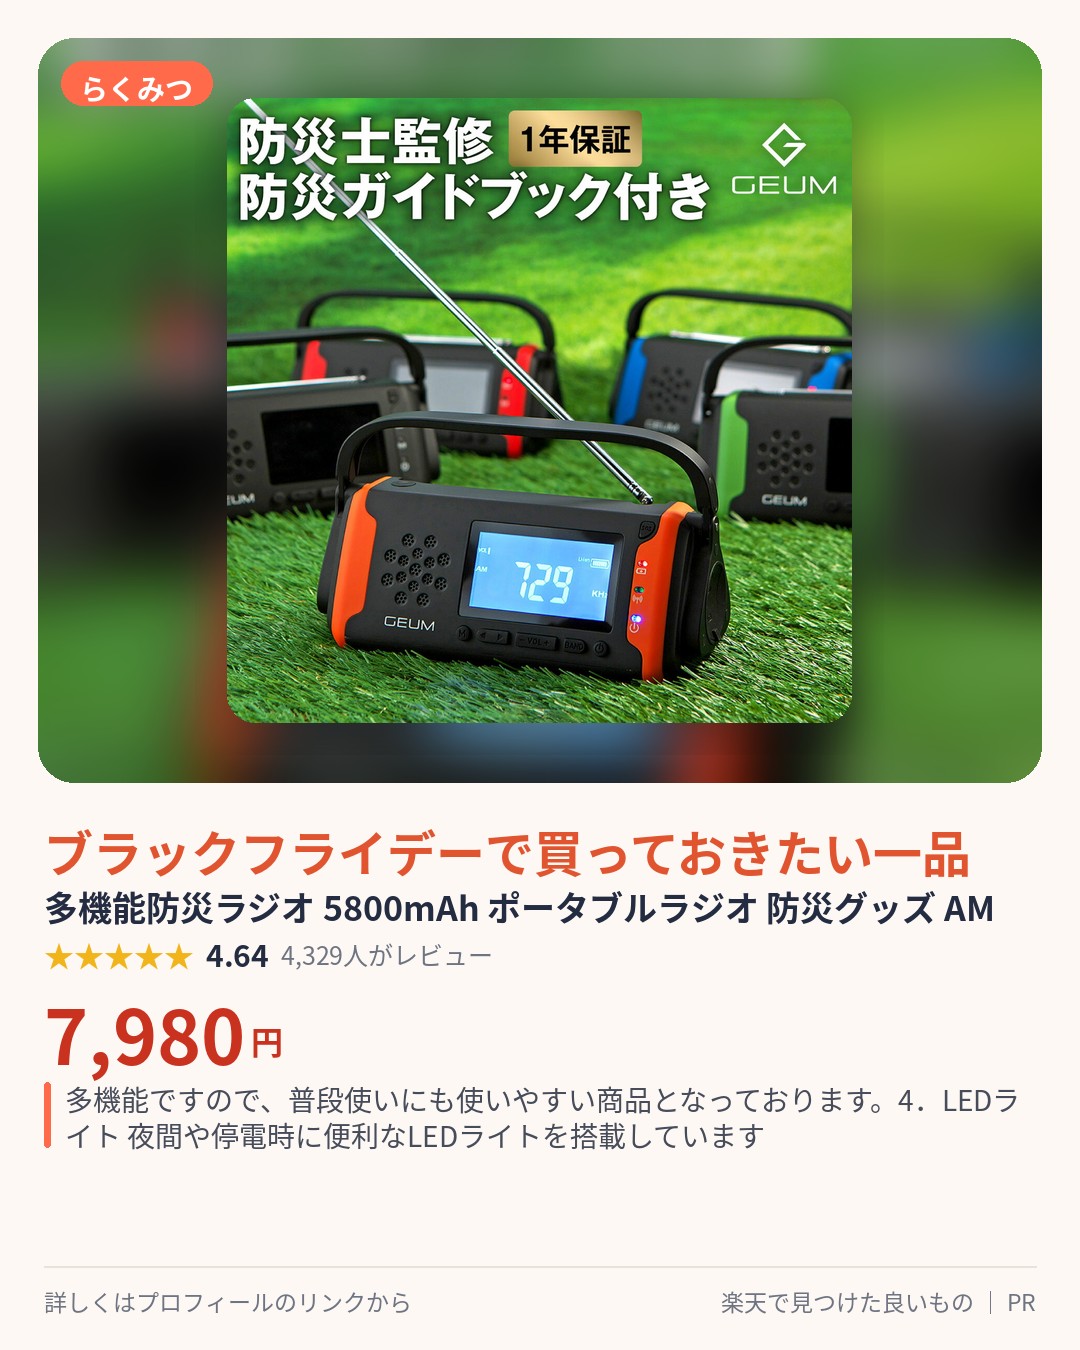 らくみつ
防災士監修 1年保証
防災ガイドブック付き
GEUM
GEUM
GEUM
729
AM
GEUM
ブラックフライデーで買っておきたい一品
多機能防災ラジオ 5800mAh ポータブルラジオ 防災グッズ AM
★★★★★ 4.64 4,329人がレビュー
7,980円
多機能ですので、普段使いにも使いやすい商品となっております。4．LEDラ
イト 夜間や停電時に便利なLEDライトを搭載しています
詳しくはプロフィールのリンクから
楽天で見つけた良いもの｜PR